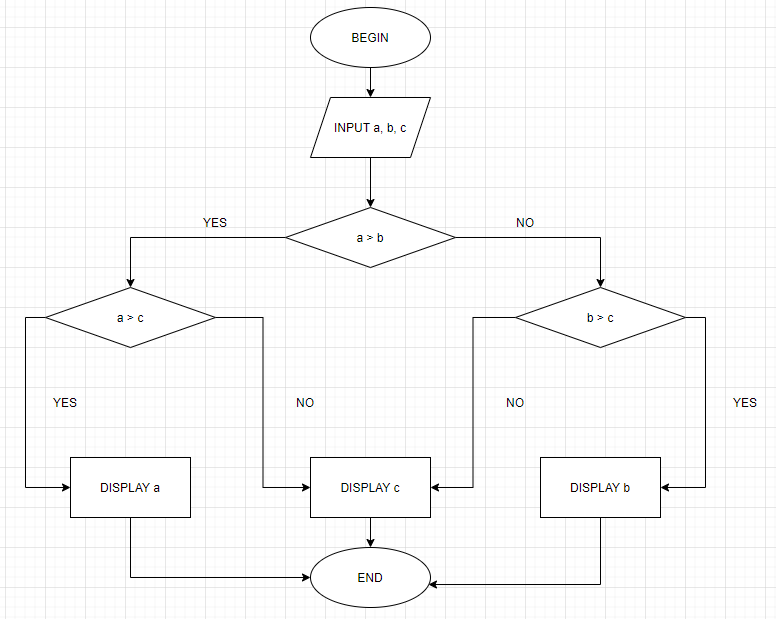 BEGIN
INPUT a, b, c
YES
NO
a > b
a > c
b > c
YES
NO
NO
YES
DISPLAY a
DISPLAY c
DISPLAY b
END